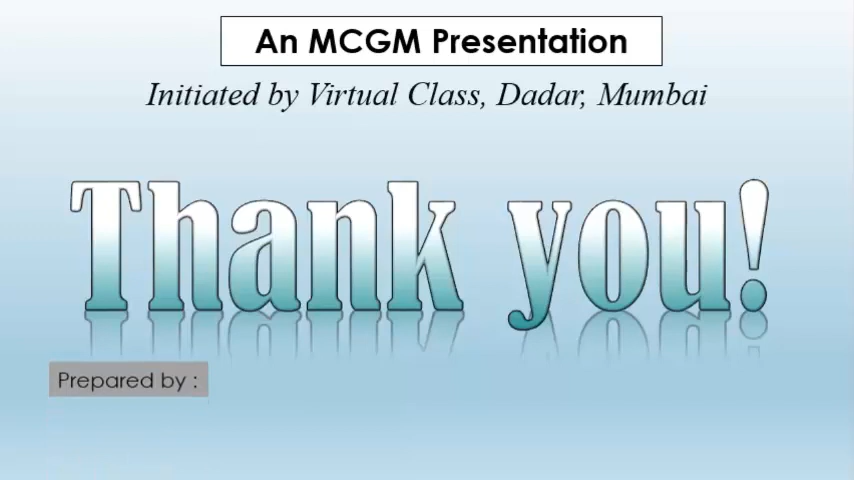 An MCGM Presentation
Initiated by Virtual Class, Dadar, Mumbai
Thank you!
Prepared by :